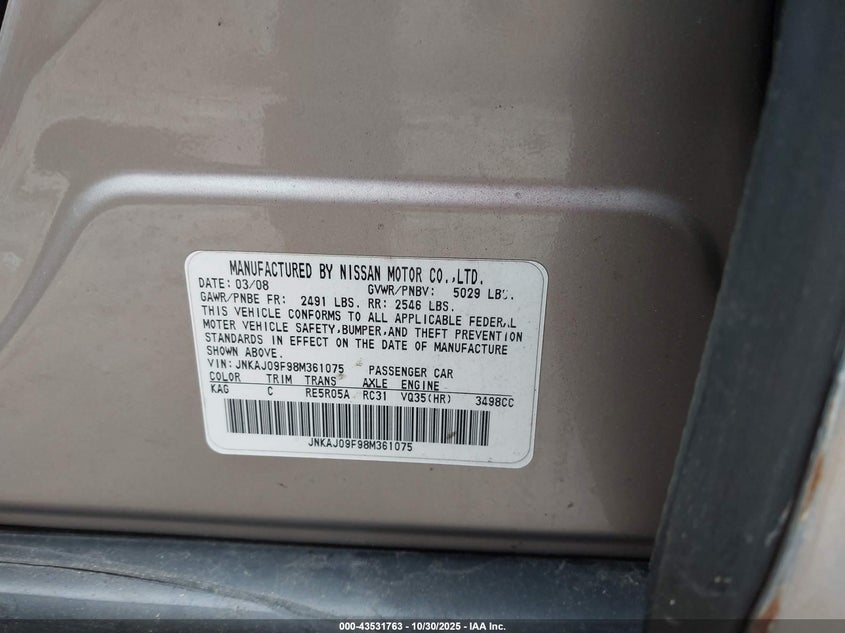 MANUFACTURED BY NISSAN MOTOR CO.,LTD.
DATE: 03/08 GVWR/PNBV: 5029 LBS.
GAWR/PNBE FR: 2491 LBS. RR: 2546 LBS.
THIS VEHICLE CONFORMS TO ALL APPLICABLE FEDERAL
MOTOR VEHICLE SAFETY,BUMPER,AND THEFT PREVENTION
STANDARDS IN EFFECT ON THE DATE OF MANUFACTURE
SHOWN ABOVE.
VIN: JNKAJ09F98M361075 PASSENGER CAR
COLOR TRIM TRANS AXLE ENGINE
KAG C RE5R05A RC31 VQ35(HR) 3498CC
JNKAJ09F98M361075
000-43531763 - 10/30/2025 - IAA Inc.